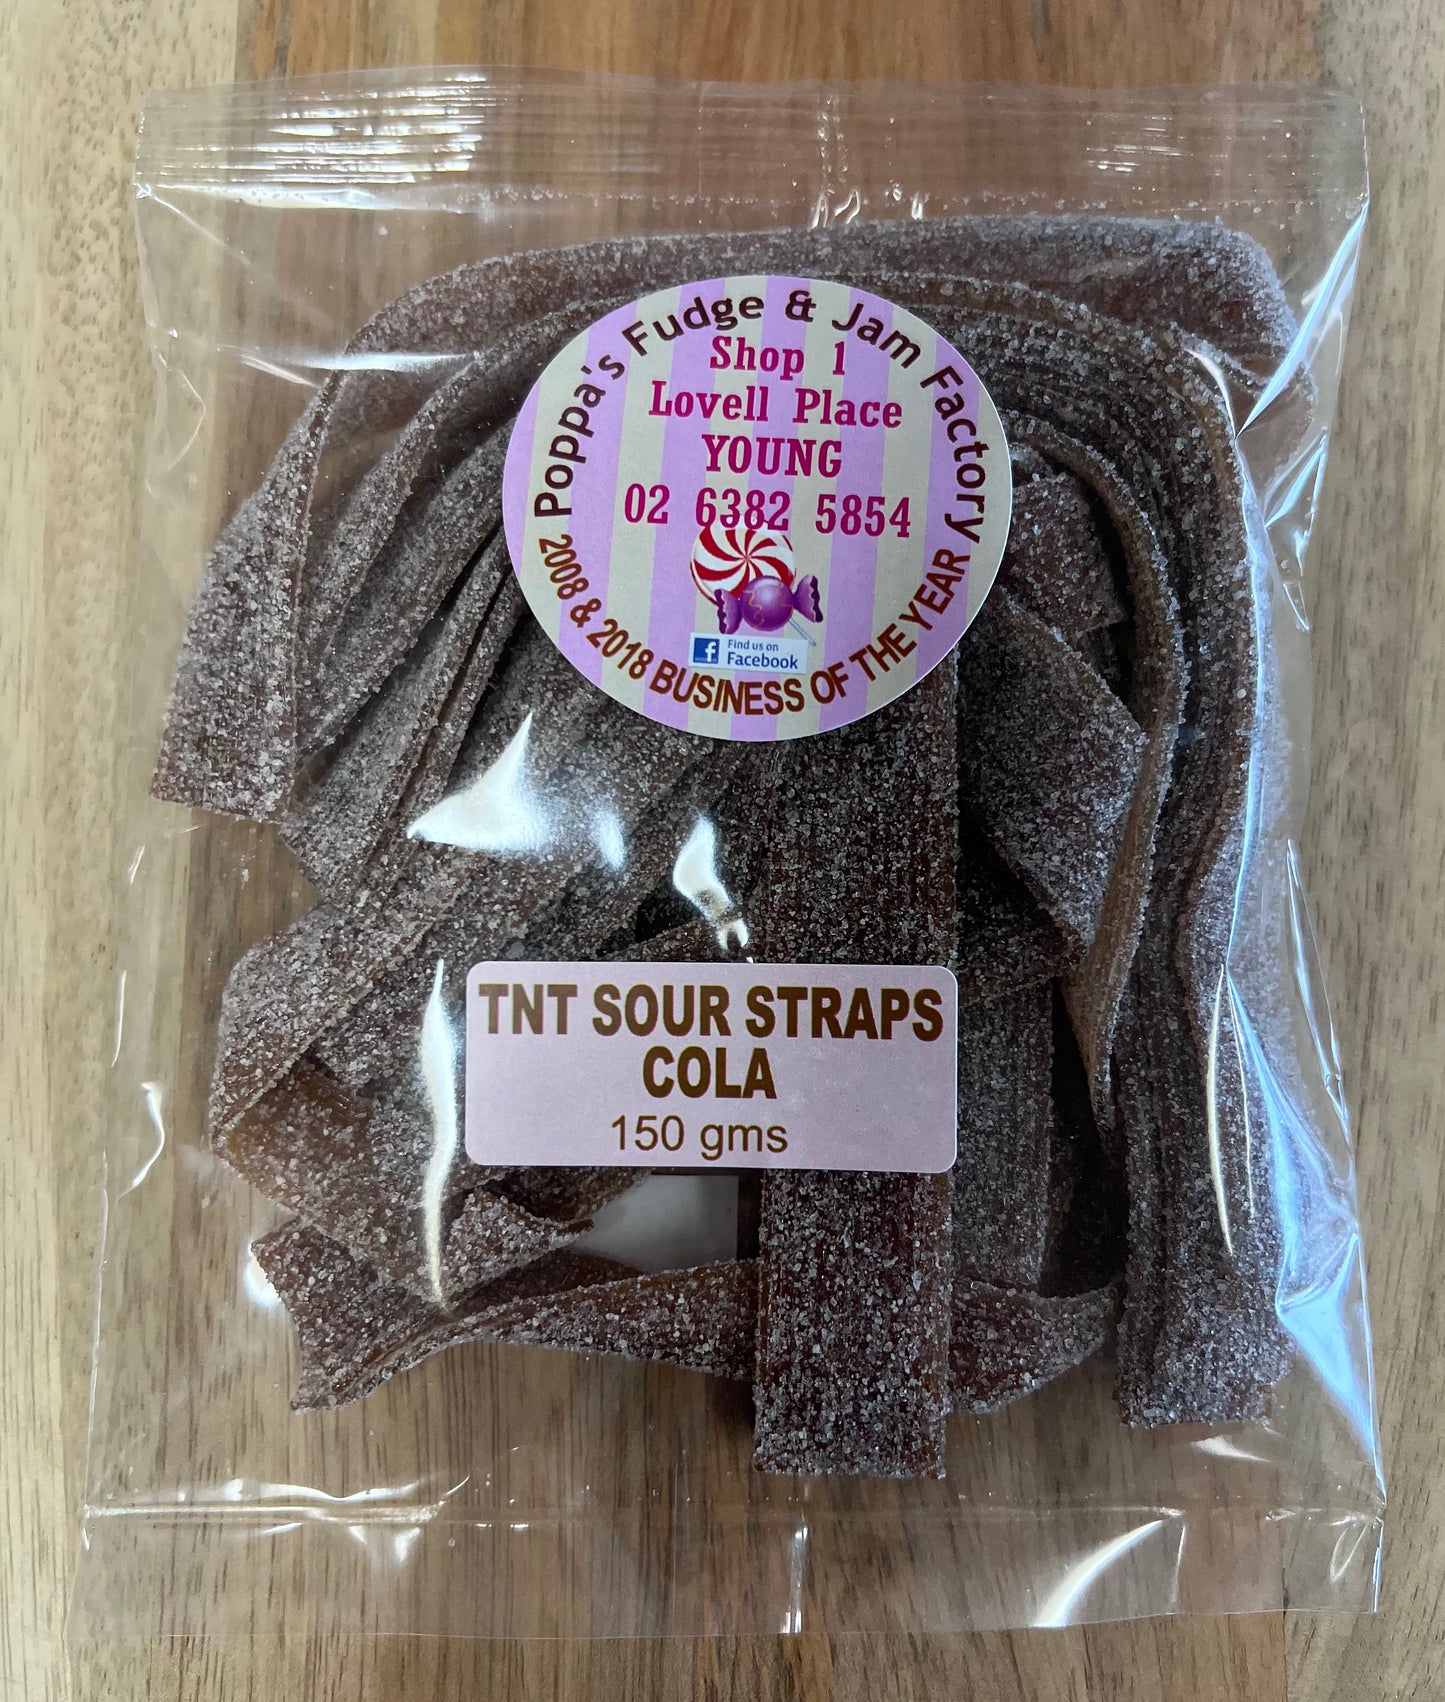 Poppa's Fudge & Jam Factory
Shop 1
Lovell Place
YOUNG
02 6382 5854
Find us on
Facebook
2008 & 2018 BUSINESS OF THE YEAR
TNT SOUR STRAPS
COLA
150 gms